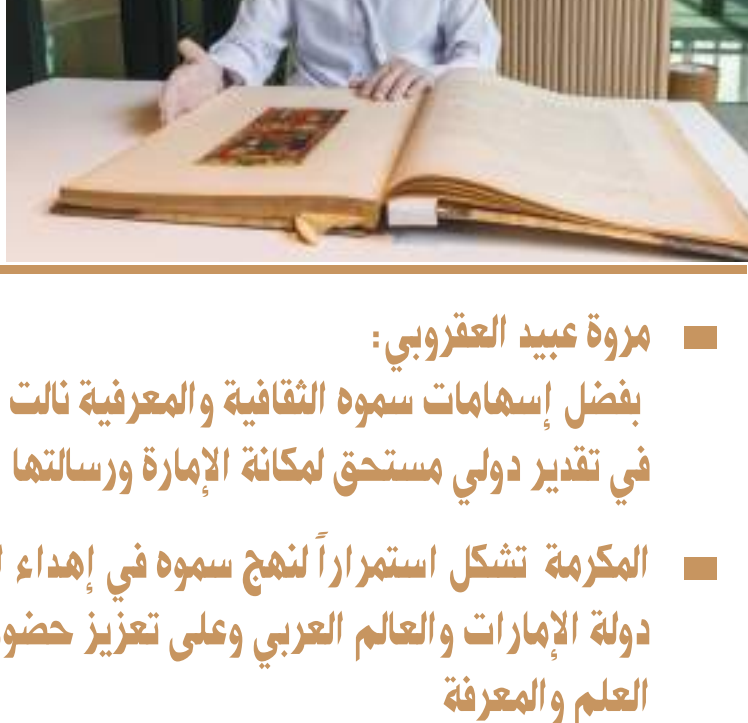 مروة عبيد العقروبي:
بفضل إسهامات سموه الثقافية والمعرفية نالت
في تقدير دولي مستحق لمكانة الإمارة ورسالتها
المكرمة تشكل استمراراً لنهج سموه في إهداء
دولة الإمارات والعالم العربي وعلى تعزيز
العلم والمعرفة